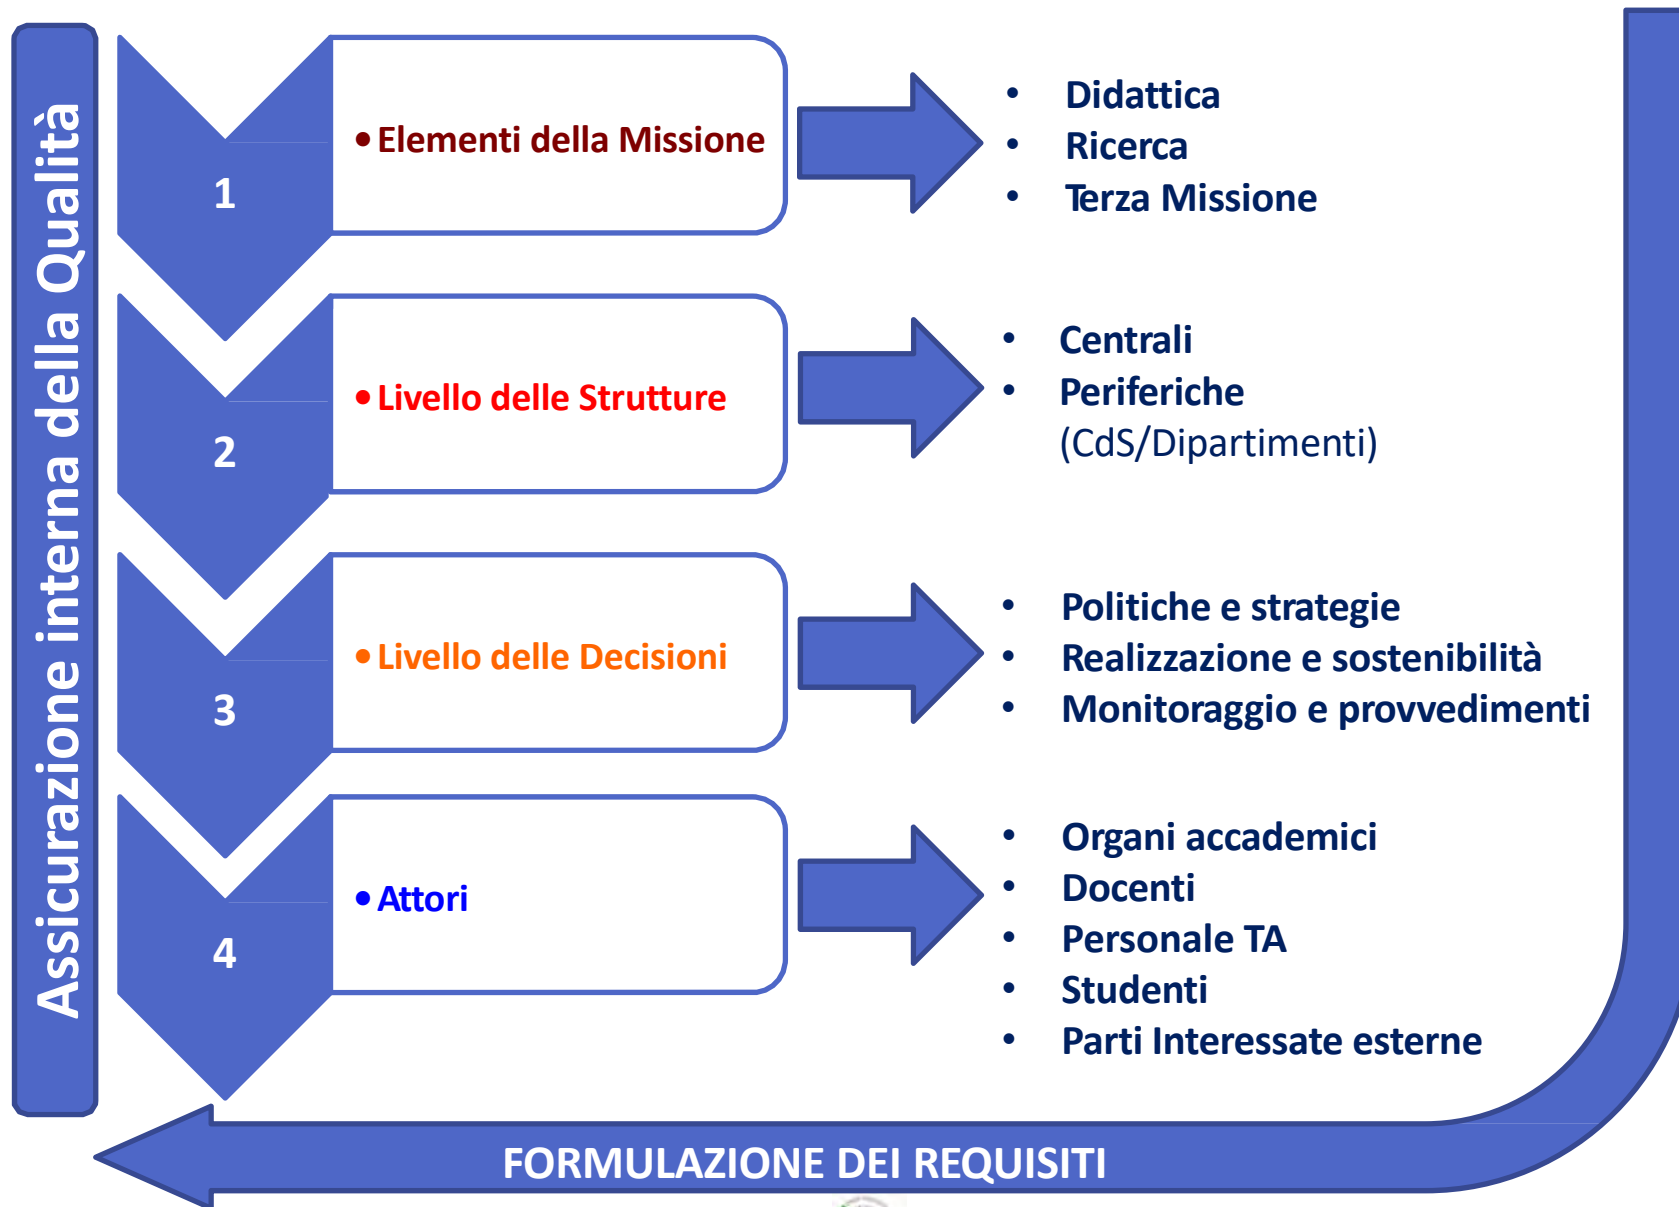 Assicurazione interna della Qualità
1
• Elementi della Missione
• Didattica
• Ricerca
• Terza Missione
2
• Livello delle Strutture
• Centrali
• Periferiche
(CdS/Dipartimenti)
3
• Livello delle Decisioni
• Politiche e strategie
• Realizzazione e sostenibilità
• Monitoraggio e provvedimenti
4
• Attori
• Organi accademici
• Docenti
• Personale TA
• Studenti
• Parti Interessate esterne
FORMULAZIONE DEI REQUISITI